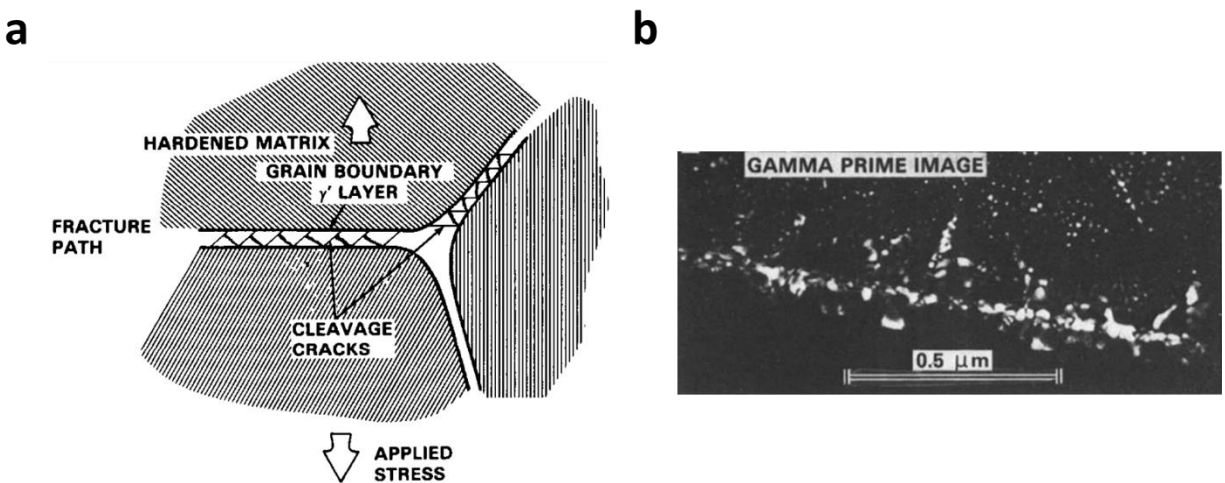 a
HARDENED MATRIX
GRAIN BOUNDARY
γ' LAYER
FRACTURE
PATH
CLEAVAGE
CRACKS
APPLIED
STRESS
b
GAMMA PRIME IMAGE
0.5 μm